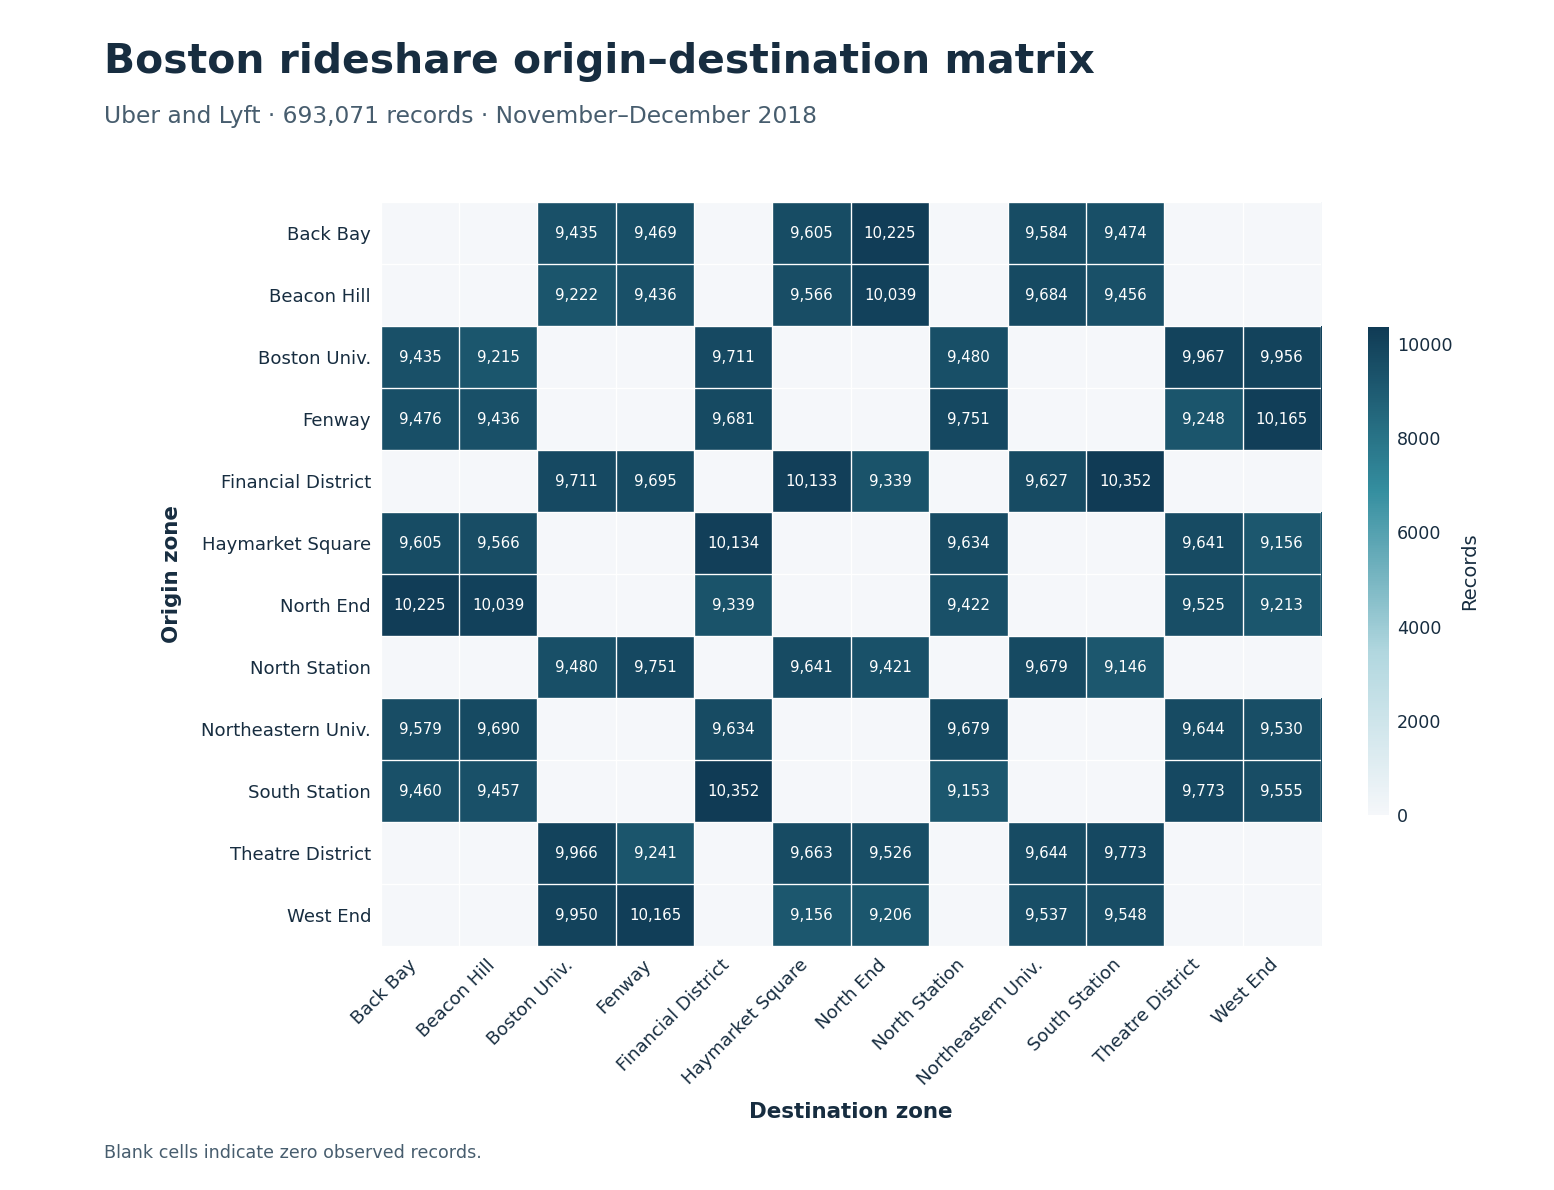 Boston rideshare origin–destination matrix
Uber and Lyft · 693,071 records · November–December 2018
Back Bay 9,435 9,469 9,605 10,225 9,584 9,474
Beacon Hill 9,222 9,436 9,566 10,039 9,684 9,456
Boston Univ. 9,435 9,215 9,711 9,480 9,967 9,956
Fenway 9,476 9,436 9,681 9,751 9,248 10,165
Financial District 9,711 9,695 10,133 9,339 9,627 10,352
Haymarket Square 9,605 9,566 10,134 9,634 9,641 9,156
North End 10,225 10,039 9,339 9,422 9,525 9,213
North Station 9,480 9,751 9,641 9,421 9,679 9,146
Northeastern Univ. 9,579 9,690 9,634 9,679 9,644 9,530
South Station 9,460 9,457 10,352 9,153 9,773 9,555
Theatre District 9,966 9,241 9,663 9,526 9,644 9,773
West End 9,950 10,165 9,156 9,206 9,537 9,548
Origin zone
Back Bay Beacon Hill Boston Univ. Fenway Financial District Haymarket Square North End North Station Northeastern Univ. South Station Theatre District West End
Destination zone
10000
8000
6000
4000
2000
0
Records
Blank cells indicate zero observed records.